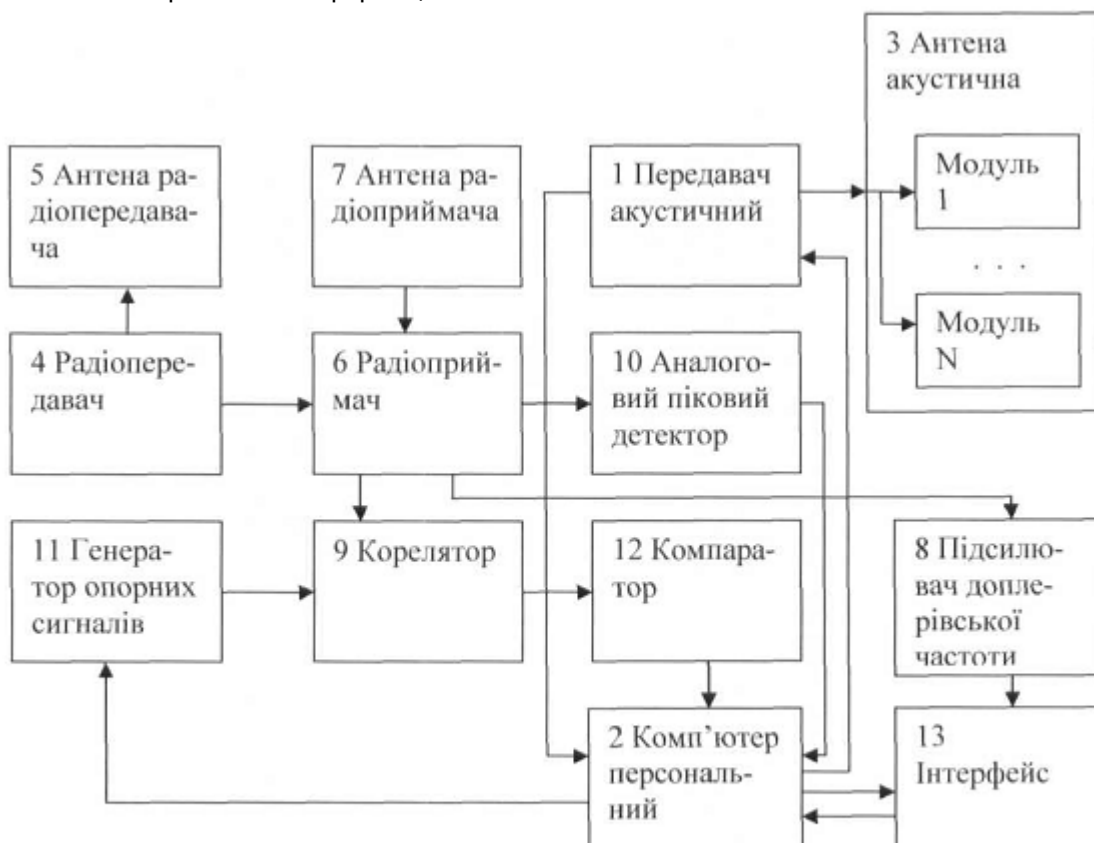 3 Антена
акустична
Модуль
1
. . .
Модуль
N
5 Антена ра-
діопередава-
ча
7 Антена ра-
діоприймача
1 Передавач
акустичний
4 Радіопере-
давач
6 Радіоприй-
мач
10 Аналого-
вий піковий
детектор
11 Генера-
тор опорних
сигналів
9 Корелятор
12 Компара-
тор
8 Підсилю-
вач допле-
рівської
частоти
2 Комп’ютер
персональ-
ний
13
Інтерфейс